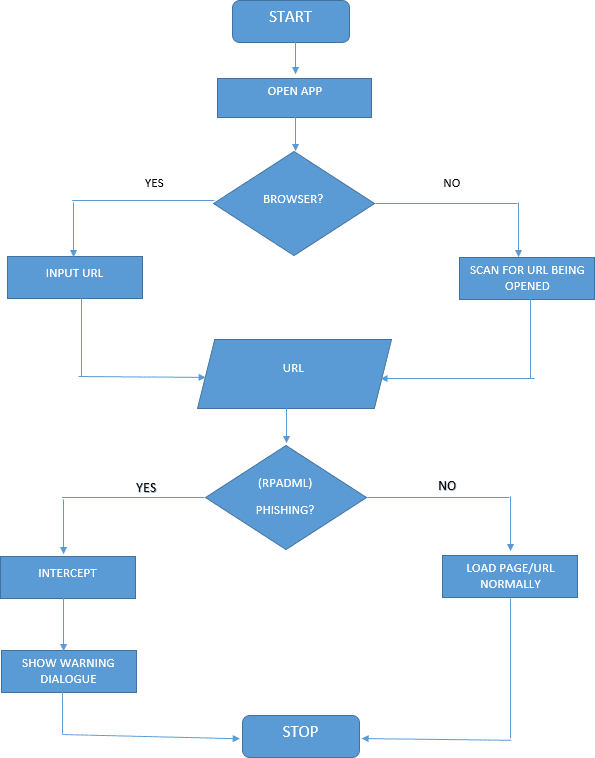 START
OPEN APP
YES
NO
BROWSER?
INPUT URL
SCAN FOR URL BEING
OPENED
URL
(RPADML)
YES
NO
PHISHING?
INTERCEPT
LOAD PAGE/URL
NORMALLY
SHOW WARNING
DIALOGUE
STOP